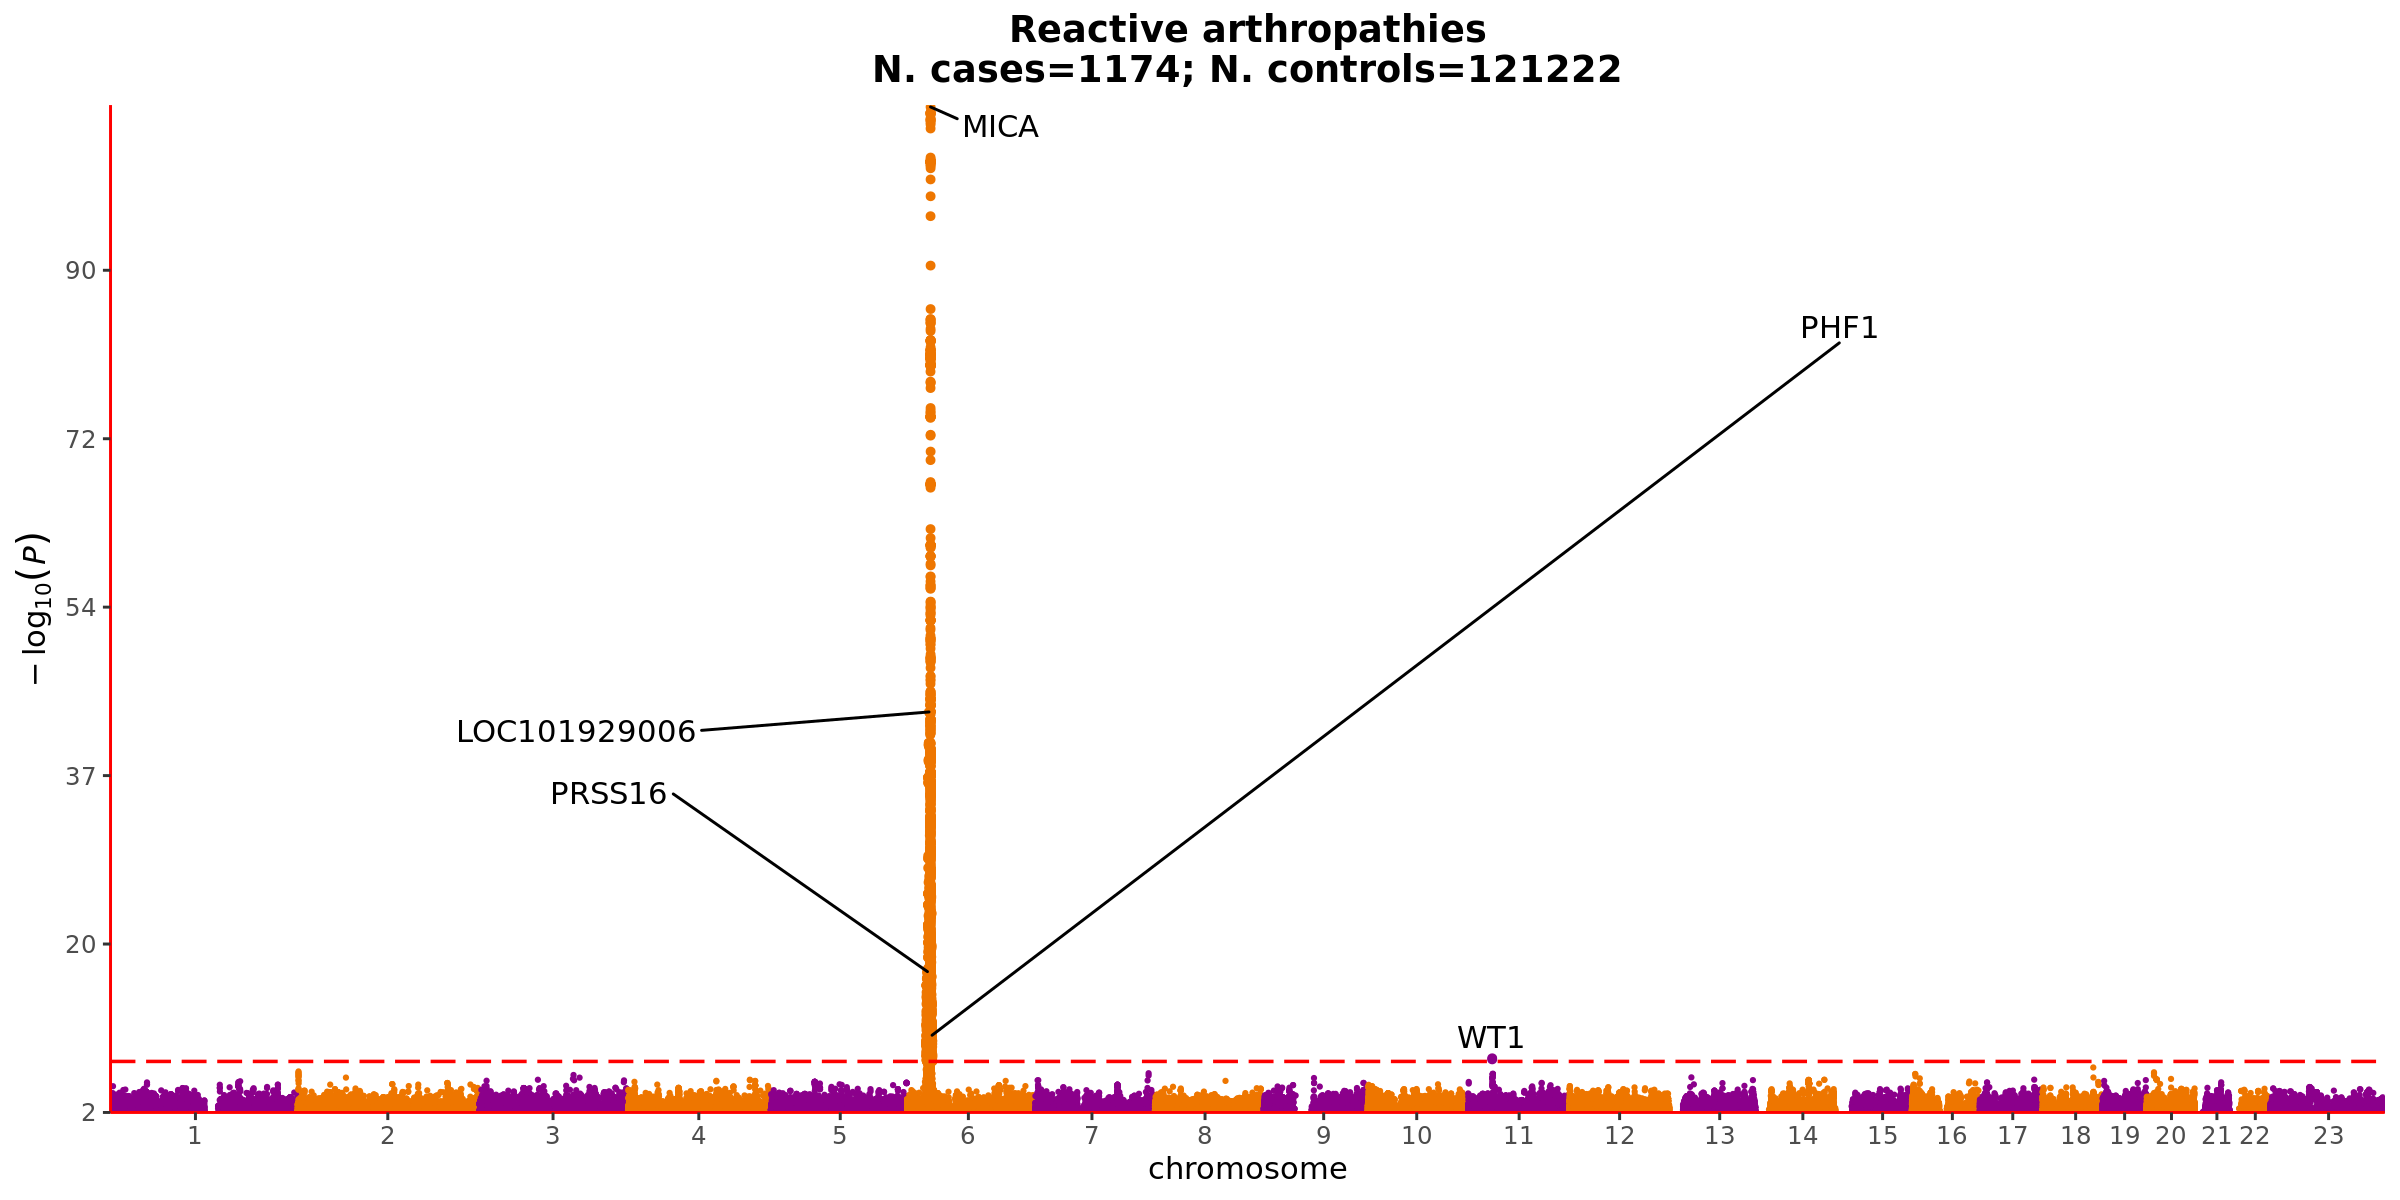 Reactive arthropathies
N. cases=1174; N. controls=121222
MICA
90
PHF1
72
− log10(P)
54
LOC101929006
37
PRSS16
20
WT1
2
1 2 3 4 5 6 7 8 9 10 11 12 13 14 15 16 17 18 19 20 21 22 23
chromosome